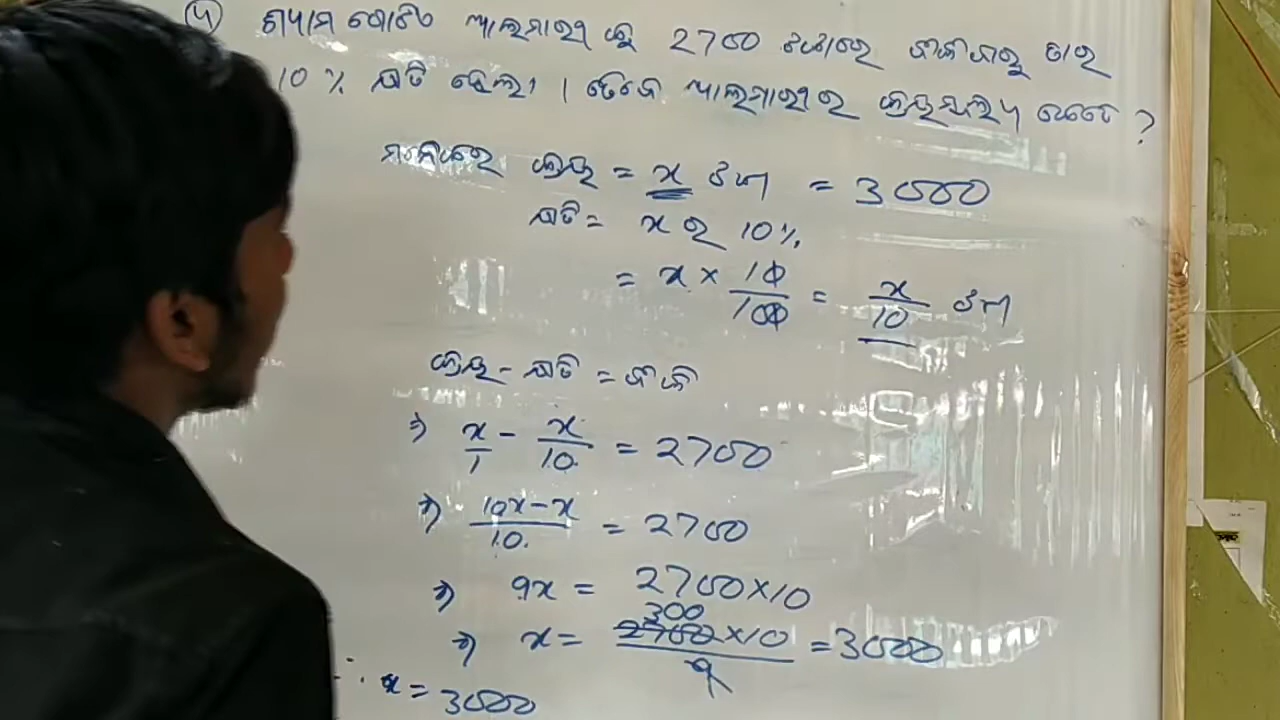 ୫ ଶ୍ୟାମ ଗୋଟିଏ ଆଲମାରୀ କୁ 2700 ଟଙ୍କାରେ ବିକିବାରୁ ତାର
10 % କ୍ଷତି ହେଲା । ତେବେ ଆଲମାରୀ ର କ୍ରୟମୂଲ୍ୟ କେତେ ?
ମନେକରେ କ୍ରୟ = x ଟଙ୍କା = 3000
କ୍ଷତି = x ର 10%
= x × 10/100 = x/10 ଟଙ୍କା
କ୍ରୟ - କ୍ଷତି = ବିକ୍ରି
⇒ x/1 - x/10 = 2700
⇒ 10x-x/10 = 2700
⇒ 9x = 2700×10
300
⇒ x = 2700×10/9 = 3000
∴ x = 3000